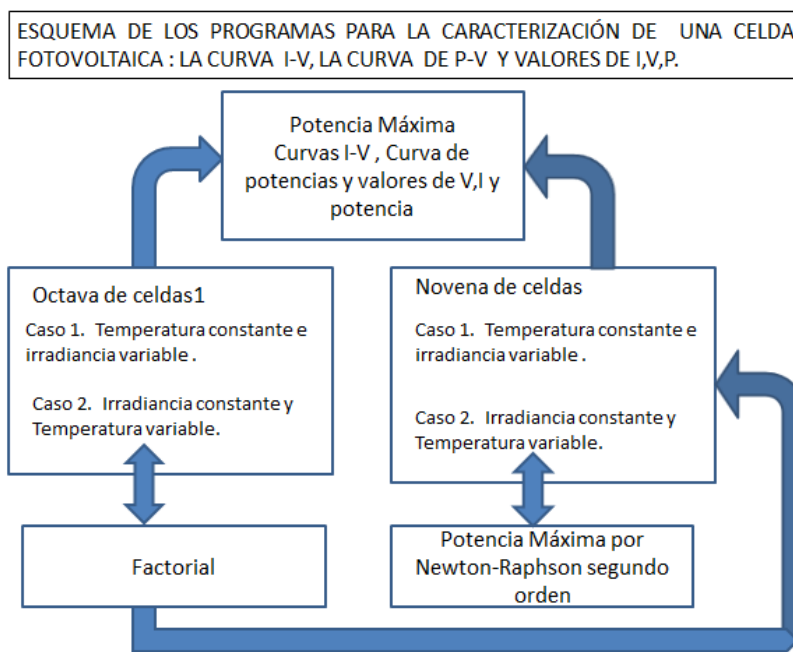 ESQUEMA DE LOS PROGRAMAS PARA LA CARACTERIZACIÓN DE UNA CELDA
FOTOVOLTAICA : LA CURVA I-V, LA CURVA DE P-V Y VALORES DE I,V,P.
Potencia Máxima
Curvas I-V , Curva de
potencias y valores de V,I y
potencia
Octava de celdas1
Caso 1. Temperatura constante e
irradiancia variable .
Caso 2. Irradiancia constante y
Temperatura variable.
Novena de celdas
Caso 1. Temperatura constante e
irradiancia variable .
Caso 2. Irradiancia constante y
Temperatura variable.
Factorial
Potencia Máxima por
Newton-Raphson segundo
orden